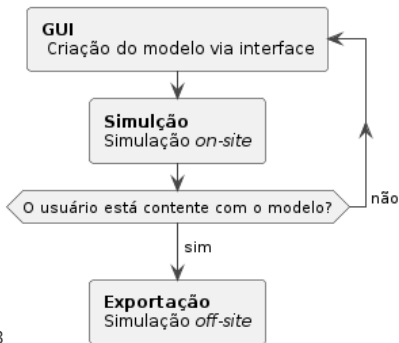 GUI
Criação do modelo via interface
Simulção
Simulação on-site
O usuário está contente com o modelo?
não
sim
Exportação
Simulação off-site